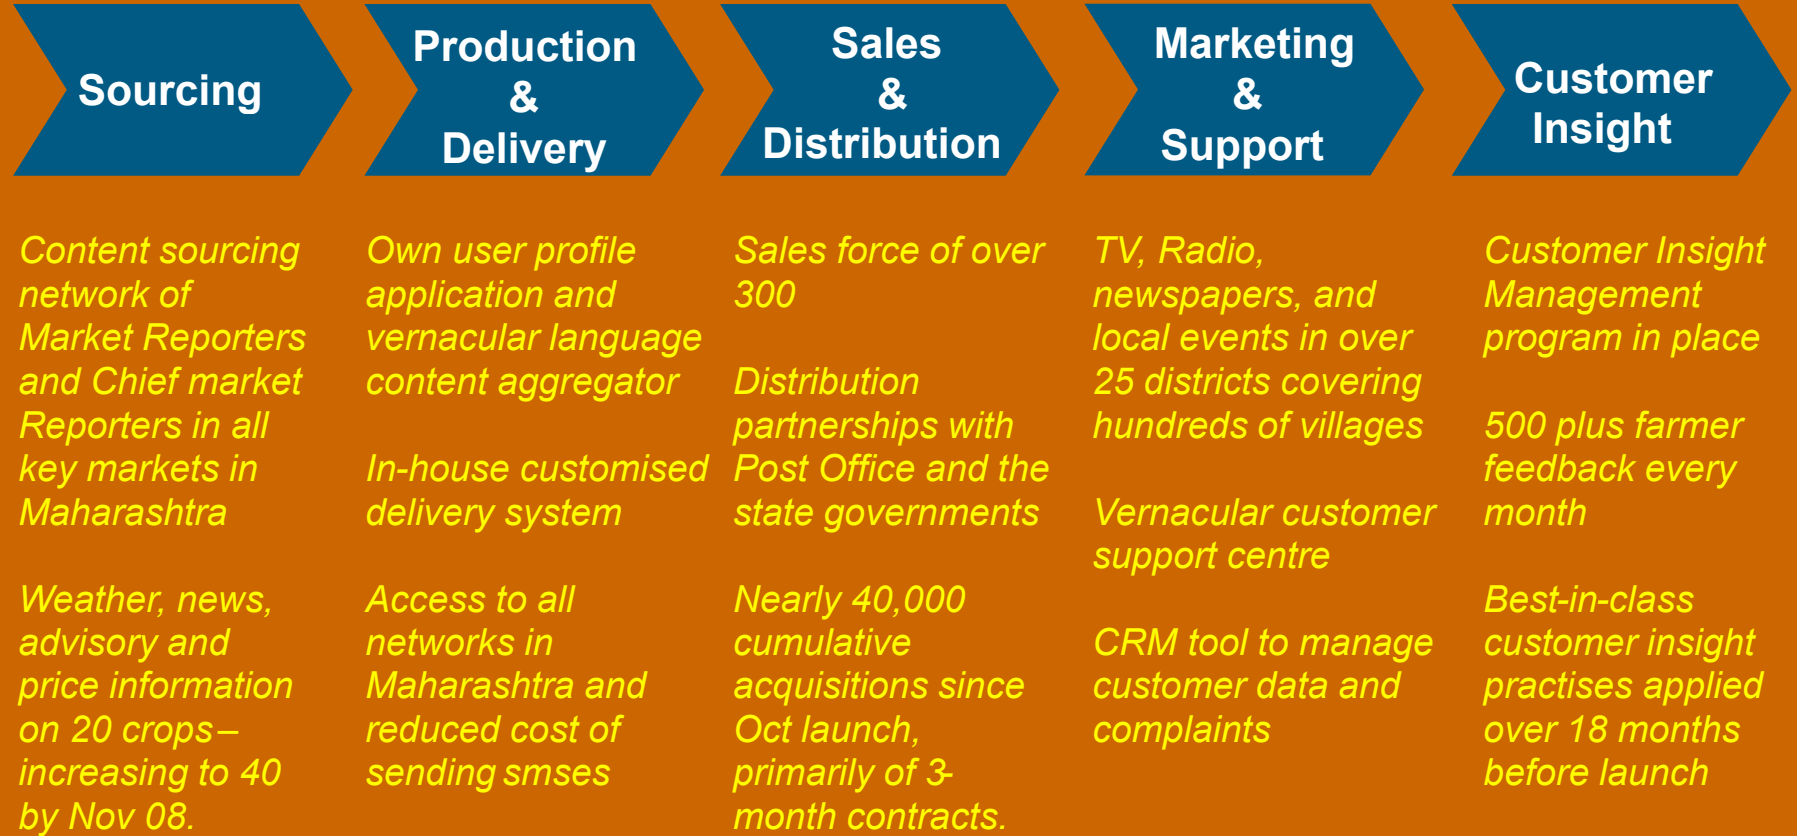 Sourcing
Production
&
Delivery
Sales
&
Distribution
Marketing
&
Support
Customer
Insight
Content sourcing
network of
Market Reporters
and Chief market
Reporters in all
key markets in
Maharashtra
Weather, news,
advisory and
price information
on 20 crops –
increasing to 40
by Nov 08.
Own user profile
application and
vernacular language
content aggregator
In-house customised
delivery system
Access to all
networks in
Maharashtra and
reduced cost of
sending smses
Sales force of over
300
Distribution
partnerships with
Post Office and the
state governments
Nearly 40,000
cumulative
acquisitions since
Oct launch,
primarily of 3-
month contracts.
TV, Radio,
newspapers, and
local events in over
25 districts covering
hundreds of villages
Vernacular customer
support centre
CRM tool to manage
customer data and
complaints
Customer Insight
Management
program in place
500 plus farmer
feedback every
month
Best-in-class
customer insight
practises applied
over 18 months
before launch